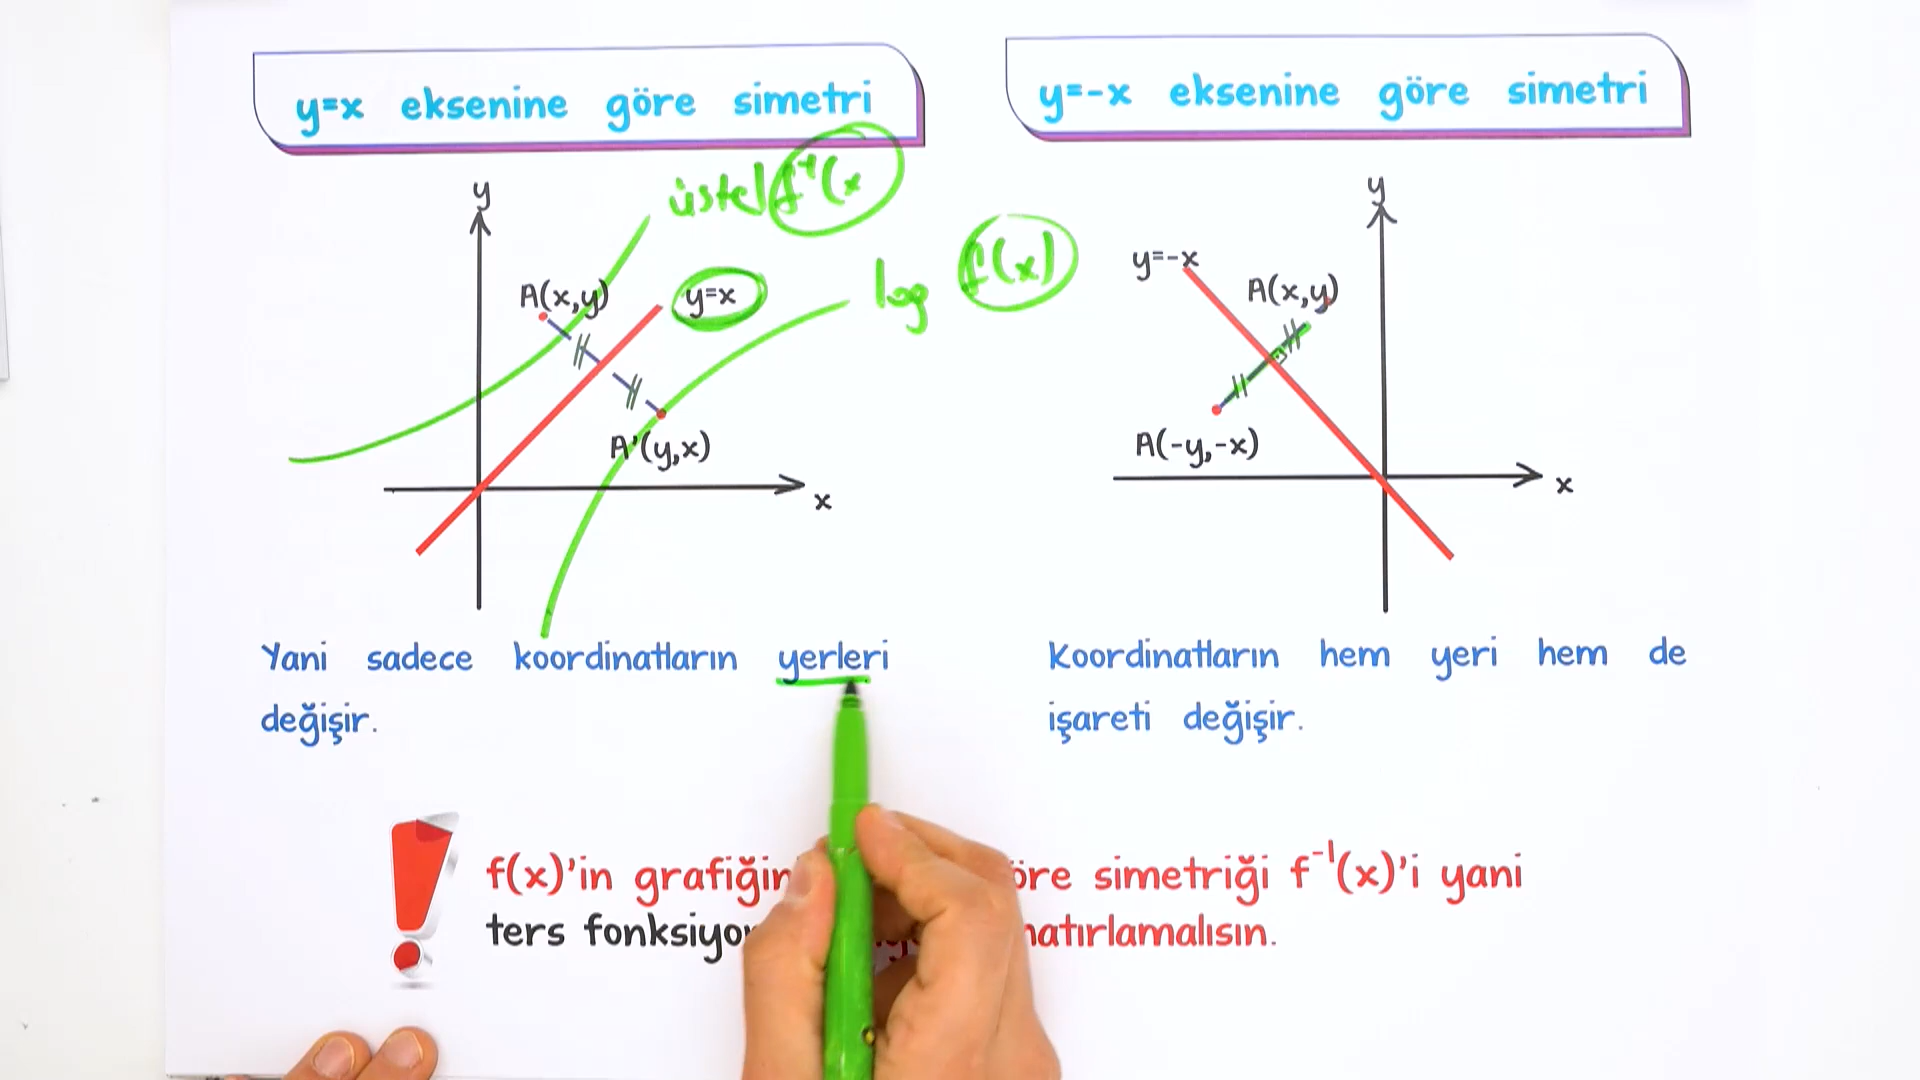 y=x eksenine göre simetri
y
üstel f⁻¹(x
A(x,y)
y=x
log f(x)
A'(y,x)
x
Yani sadece koordinatların yerleri
değişir.
y=-x eksenine göre simetri
y
y=-x
A(x,y)
A(-y,-x)
x
Koordinatların hem yeri hem de
işareti değişir.
f(x)'in grafiğin öre simetriği f⁻¹(x)'i yani
ters fonksiyon hatırlamalısın.